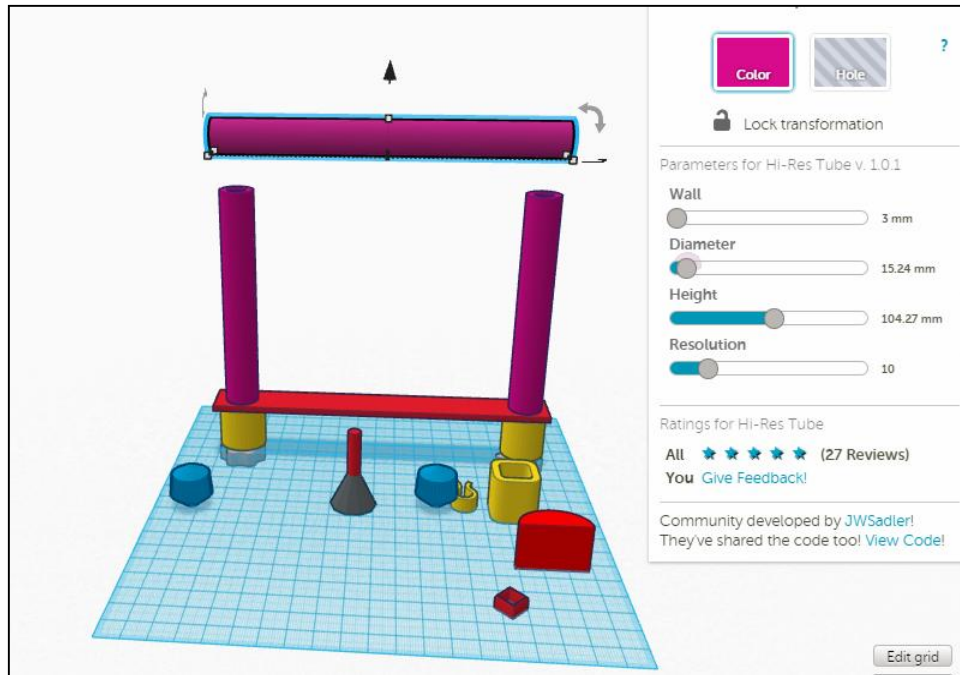 Color
Hole
?
Lock transformation
Parameters for Hi-Res Tube v. 1.0.1
Wall
3 mm
Diameter
15.24 mm
Height
104.27 mm
Resolution
10
Ratings for Hi-Res Tube
All ★ ★ ★ ★ ★ (27 Reviews)
You Give Feedback!
Community developed by JWSadler!
They've shared the code too! View Code!
Edit grid